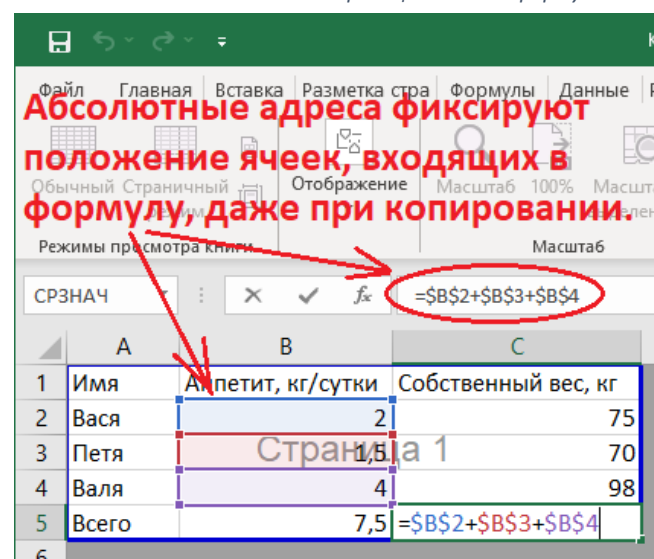 Файл Главная Вставка Разметка стра Формулы Данные
Абсолютные адреса фиксируют
положение ячеек, входящих в
формулу, даже при копировании.
Обычный Страничный Отображение Масштаб 100%
режим
Режимы просмотра книги Масштаб
СРЗНАЧ fx =$B$2+$B$3+$B$4
A B C
1 Имя Аппетит, кг/сутки Собственный вес, кг
2 Вася 2 75
3 Петя 1,5 70
Страница 1
4 Валя 4 98
5 Всего 7,5 =$B$2+$B$3+$B$4
6